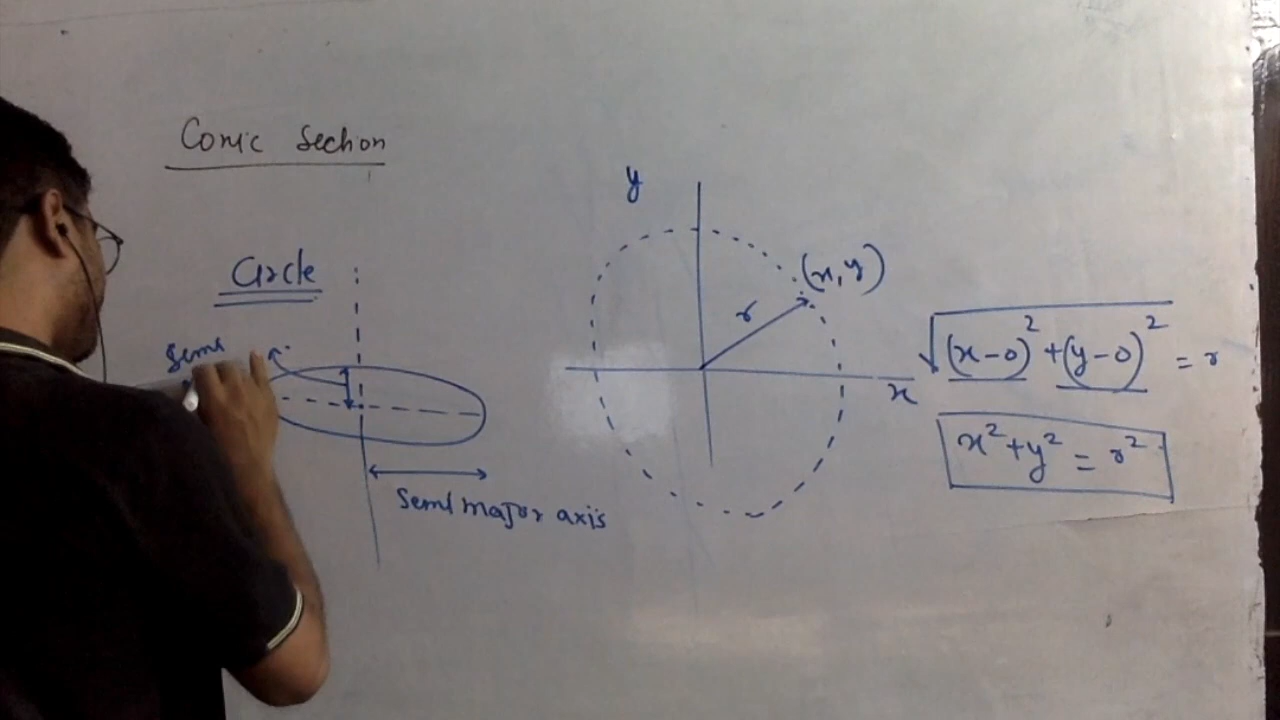 Conic Section
Circle
Semi
Semi major axis
y
(x, y)
r
x
√(x-0)² + (y-0)² = r
x² + y² = r²